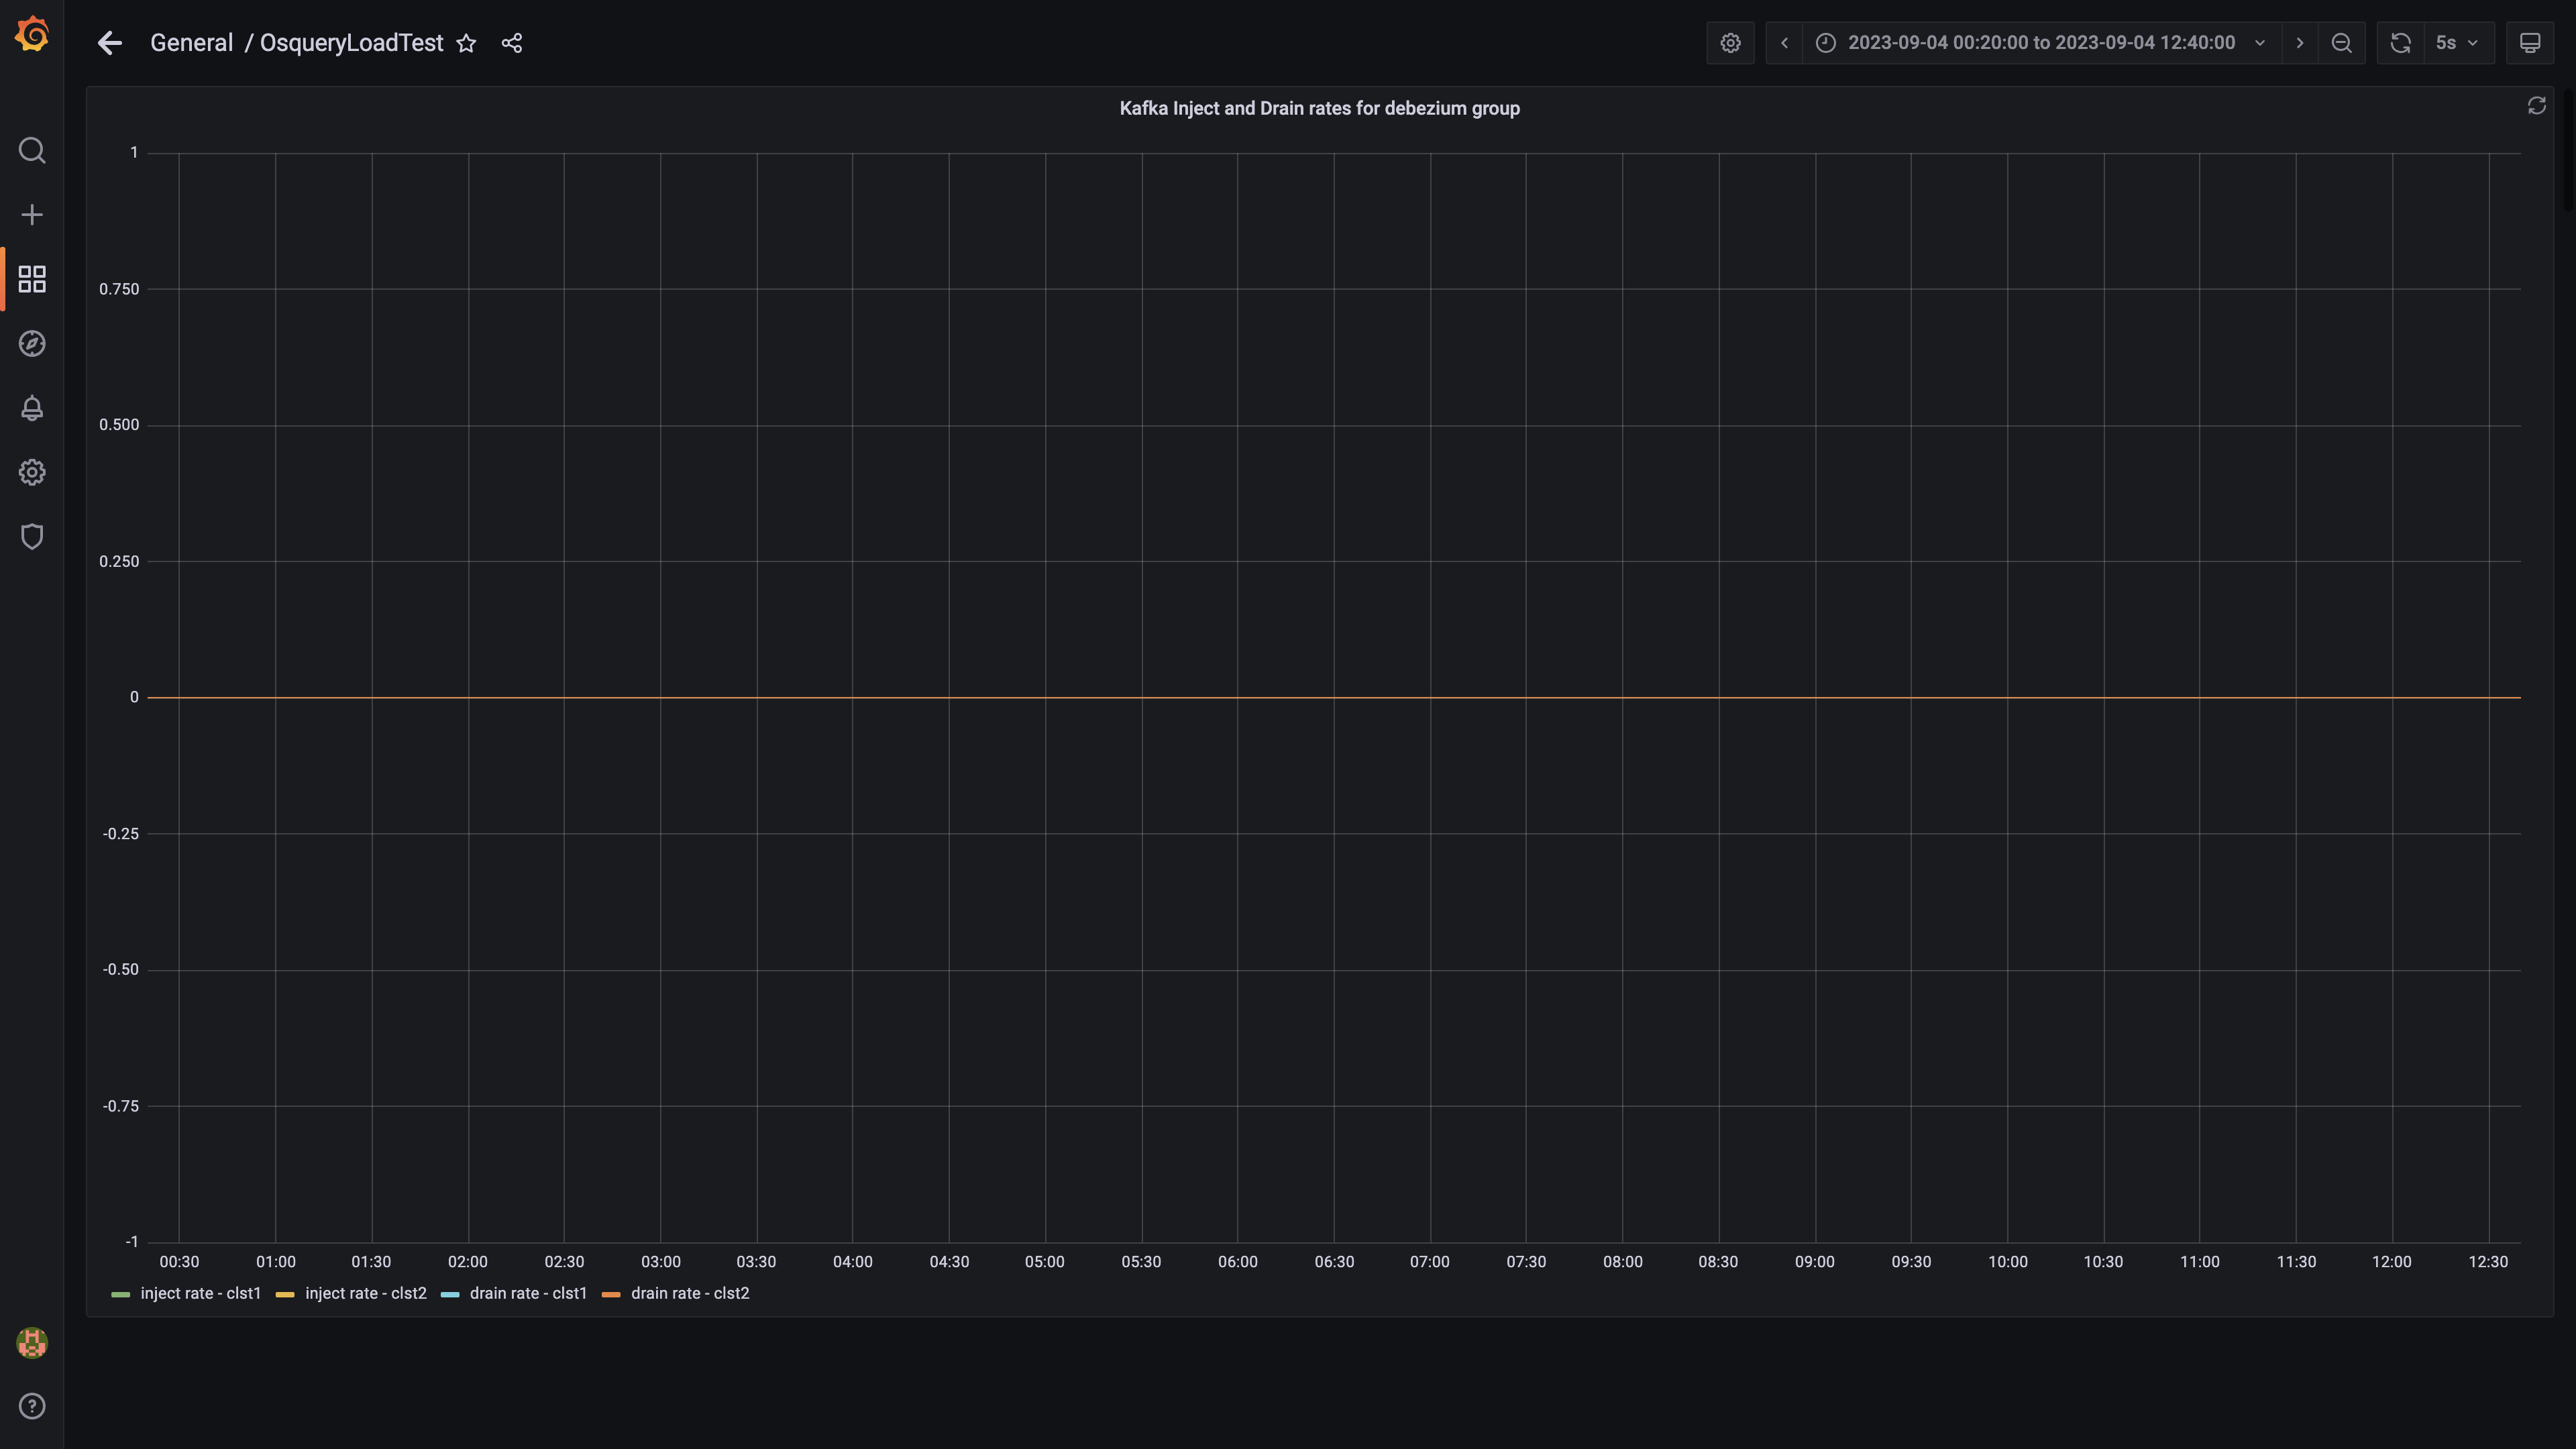 General / OsqueryLoadTest
2023-09-04 00:20:00 to 2023-09-04 12:40:00
5s
Kafka Inject and Drain rates for debezium group
1
0.750
0.500
0.250
0
-0.25
-0.50
-0.75
-1
00:30 01:00 01:30 02:00 02:30 03:00 03:30 04:00 04:30 05:00 05:30 06:00 06:30 07:00 07:30 08:00 08:30 09:00 09:30 10:00 10:30 11:00 11:30 12:00 12:30
inject rate - clst1 inject rate - clst2 drain rate - clst1 drain rate - clst2